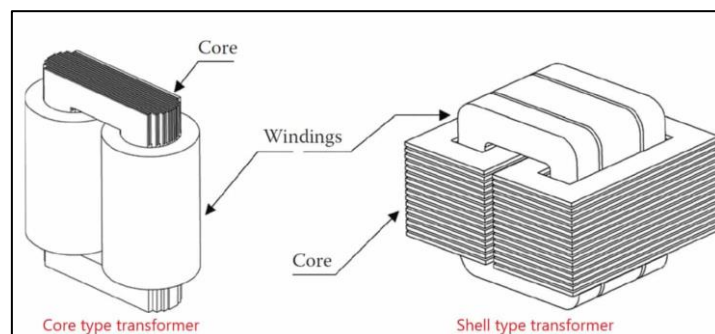 Core
Windings
Core
Core type transformer
Shell type transformer